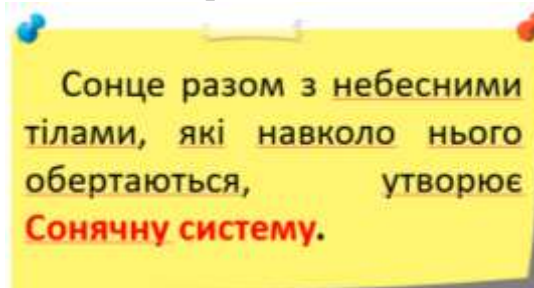 Сонце разом з небесними
тілами, які навколо нього
обертаються, утворює
Сонячну систему.